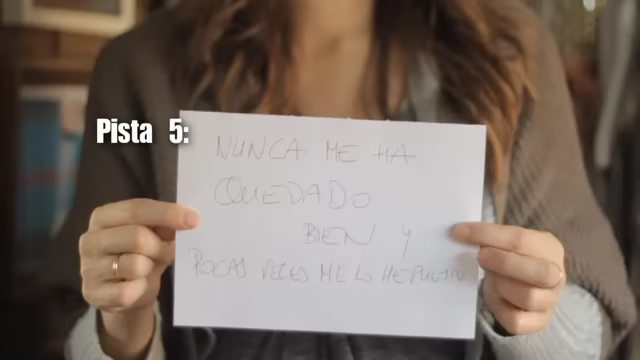 Pista 5:
NUNCA ME HA
QUEDADO
BIEN Y
POCAS VECES ME LO HE PUESTO